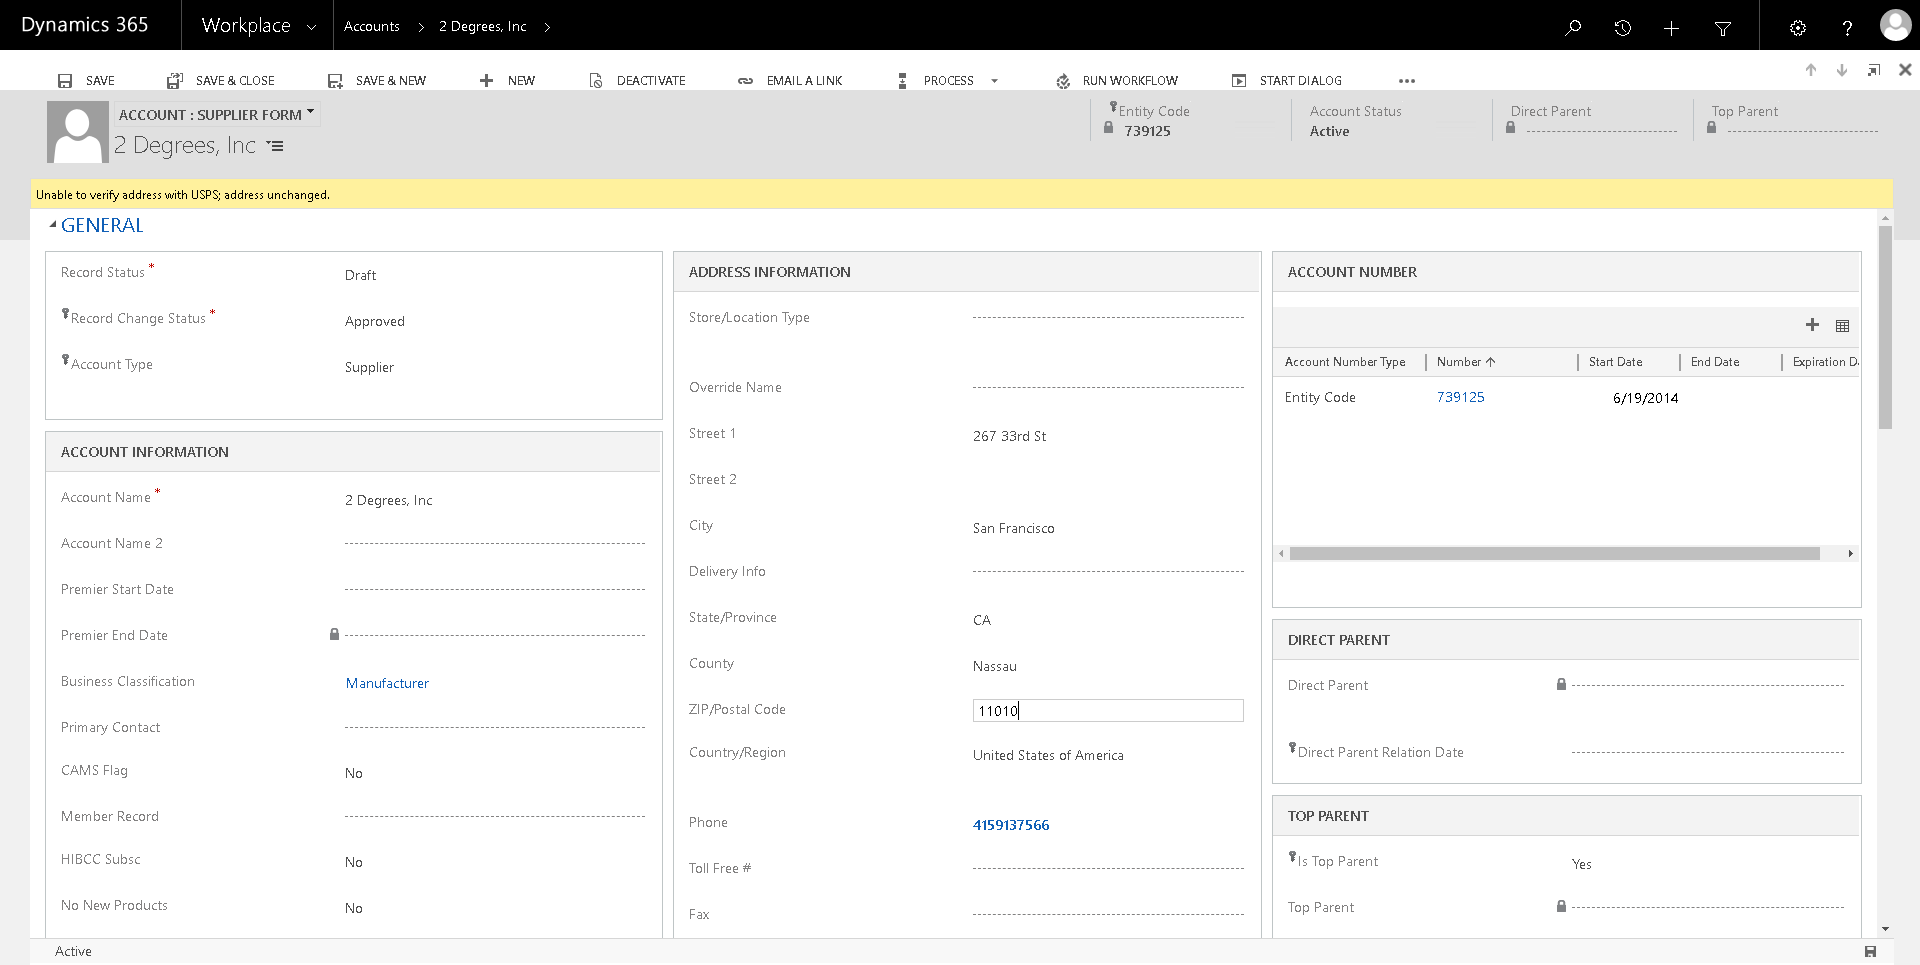 Dynamics 365
Workplace
Accounts > 2 Degrees, Inc >
SAVE
SAVE & CLOSE
SAVE & NEW
NEW
DEACTIVATE
EMAIL A LINK
PROCESS
RUN WORKFLOW
START DIALOG
ACCOUNT : SUPPLIER FORM
2 Degrees, Inc
Entity Code
739125
Account Status
Active
Direct Parent
Top Parent
Unable to verify address with USPS; address unchanged.
GENERAL
Record Status *
Draft
Record Change Status *
Approved
Account Type
Supplier
ACCOUNT INFORMATION
Account Name *
2 Degrees, Inc
Account Name 2
Premier Start Date
Premier End Date
Business Classification
Manufacturer
Primary Contact
CAMS Flag
No
Member Record
HIBCC Subsc
No
No New Products
No
ADDRESS INFORMATION
Store/Location Type
Override Name
Street 1
267 33rd St
Street 2
City
San Francisco
Delivery Info
State/Province
CA
County
Nassau
ZIP/Postal Code
11010
Country/Region
United States of America
Phone
4159137566
Toll Free #
Fax
ACCOUNT NUMBER
Account Number Type
Number
Start Date
End Date
Expiration D
Entity Code
739125
6/19/2014
DIRECT PARENT
Direct Parent
Direct Parent Relation Date
TOP PARENT
Is Top Parent
Yes
Top Parent
Active